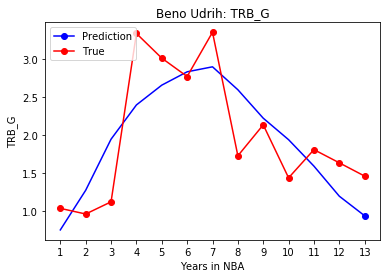 Beno Udrih: TRB_G
Prediction
True
TRB_G
3.0
2.5
2.0
1.5
1.0
1 2 3 4 5 6 7 8 9 10 11 12 13
Years in NBA